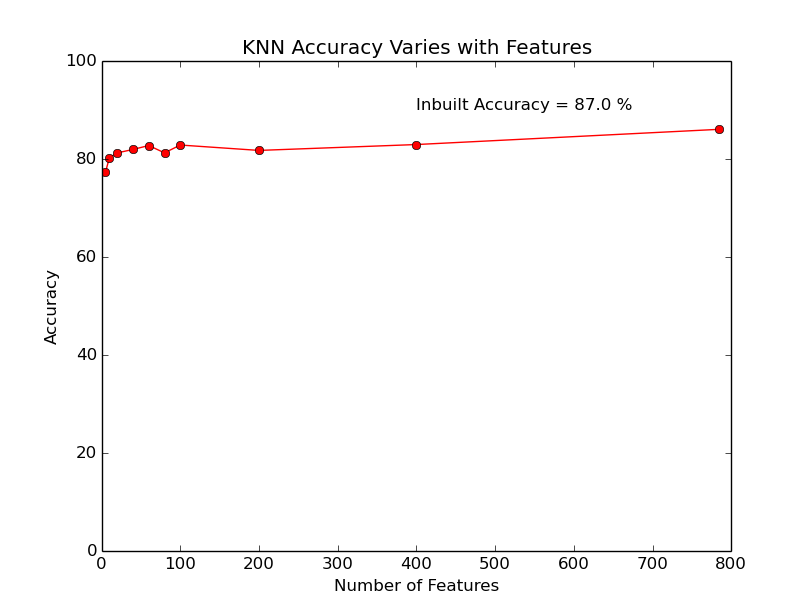 KNN Accuracy Varies with Features
Inbuilt Accuracy = 87.0 %
100
80
60
40
20
0
Accuracy
0 100 200 300 400 500 600 700 800
Number of Features